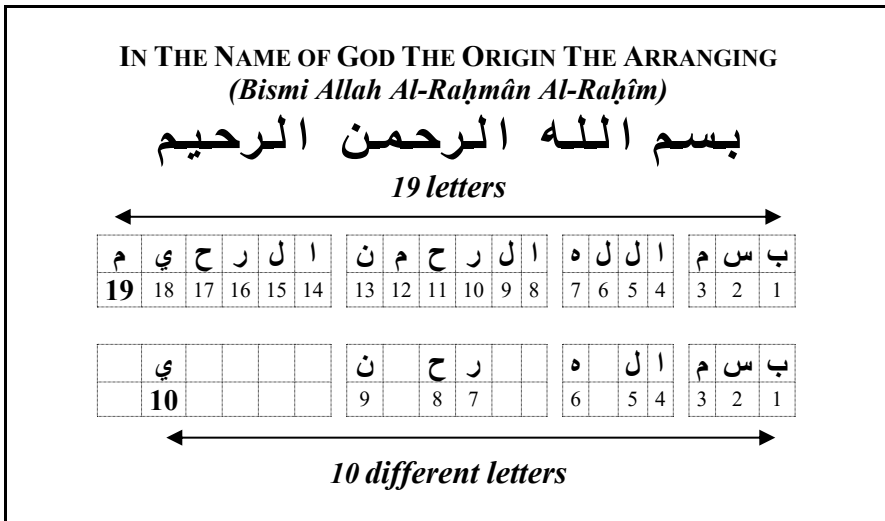 IN THE NAME OF GOD THE ORIGIN THE ARRANGING
(Bismi Allah Al-Raḥmân Al-Raḥîm)
بسم الله الرحمن الرحيم
19 letters
ب س م ا ل ل ه ا ل ر ح م ن ا ل ر ح ي م
1 2 3 4 5 6 7 8 9 10 11 12 13 14 15 16 17 18 19
ب س م ا ل ه ر ح ن ي
1 2 3 4 5 6 7 8 9 10
10 different letters